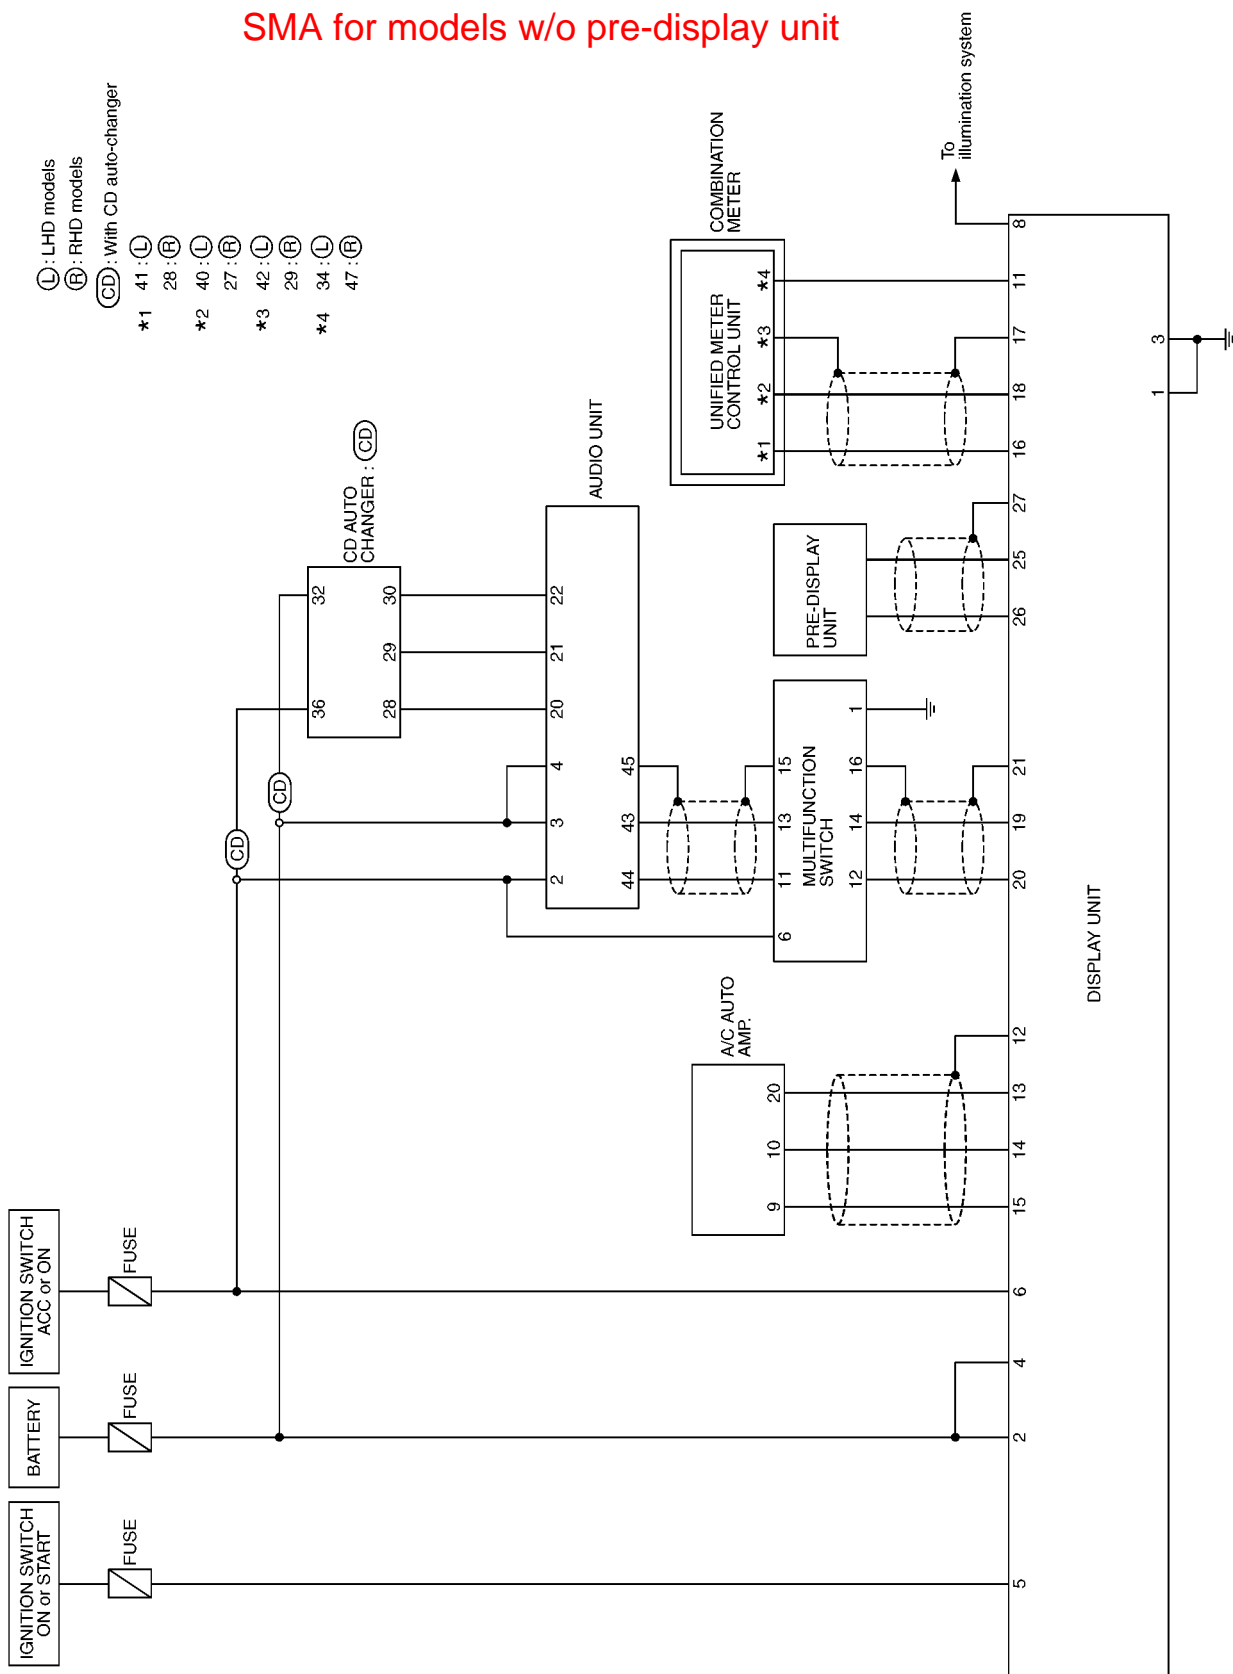 SMA for models w/o pre-display unit
Ⓛ : LHD models
Ⓡ : RHD models
CD : With CD auto-changer
*1 41 : Ⓛ
28 : Ⓡ
*2 40 : Ⓛ
27 : Ⓡ
*3 42 : Ⓛ
29 : Ⓡ
*4 34 : Ⓛ
47 : Ⓡ
IGNITION SWITCH
ON or START
FUSE
BATTERY
FUSE
IGNITION SWITCH
ACC or ON
FUSE
CD
CD
CD AUTO
CHANGER : CD
36 32
28 29 30
AUDIO UNIT
2 3 4 20 21 22
44 43 45
A/C AUTO
AMP.
9 10 20
MULTIFUNCTION
SWITCH
6 11 13 15
12 14 16 1
PRE-DISPLAY
UNIT
COMBINATION
METER
UNIFIED METER
CONTROL UNIT
*1 *2 *3 *4
To
illumination system
5 2 4 6 15 14 13 12 20 19 21 26 25 27 16 18 17 11 8
DISPLAY UNIT
1 3